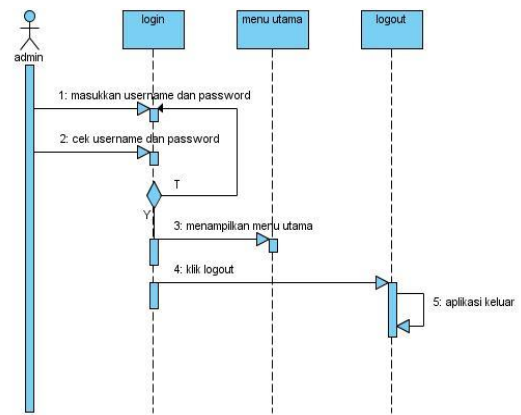 login
menu utama
logout
admin
1: masukkan username dan password
2: cek username dan password
T
Y
3: menampilkan menu utama
4: klik logout
5: aplikasi keluar